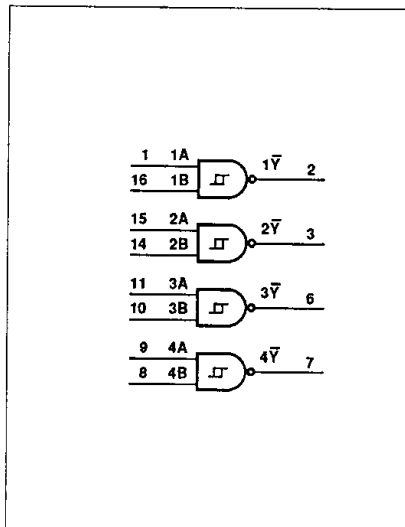 1 1A 1Y̅ 2
16 1B
15 2A 2Y̅ 3
14 2B
11 3A 3Y̅ 6
10 3B
9 4A 4Y̅ 7
8 4B